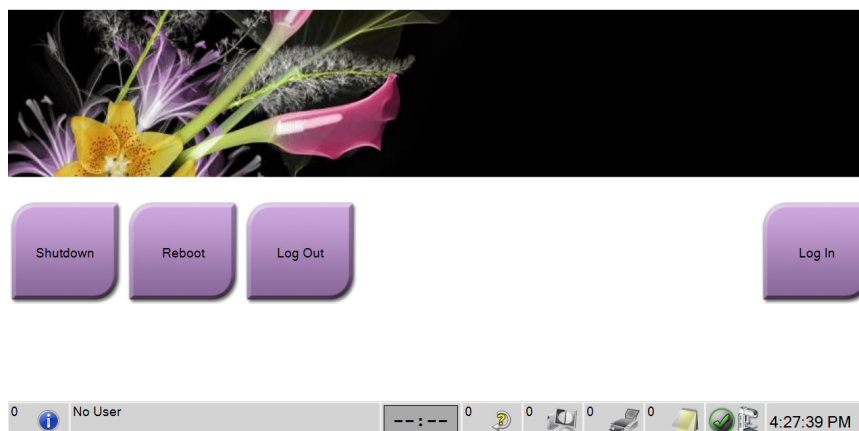 Shutdown
Reboot
Log Out
Log In
0
No User
--:--
0
0
0
0
4:27:39 PM